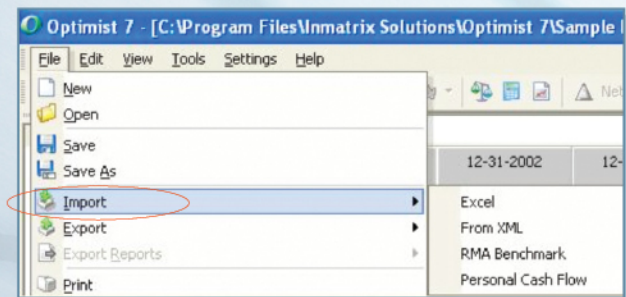 Optimist 7 - [C:\Program Files\Inmatrix Solutions\Optimist 7\Sample
File Edit View Tools Settings Help
New
Open
Save
Save As
12-31-2002 12-
Import
Excel
Export
From XML
Export Reports
RMA Benchmark
Print
Personal Cash Flow